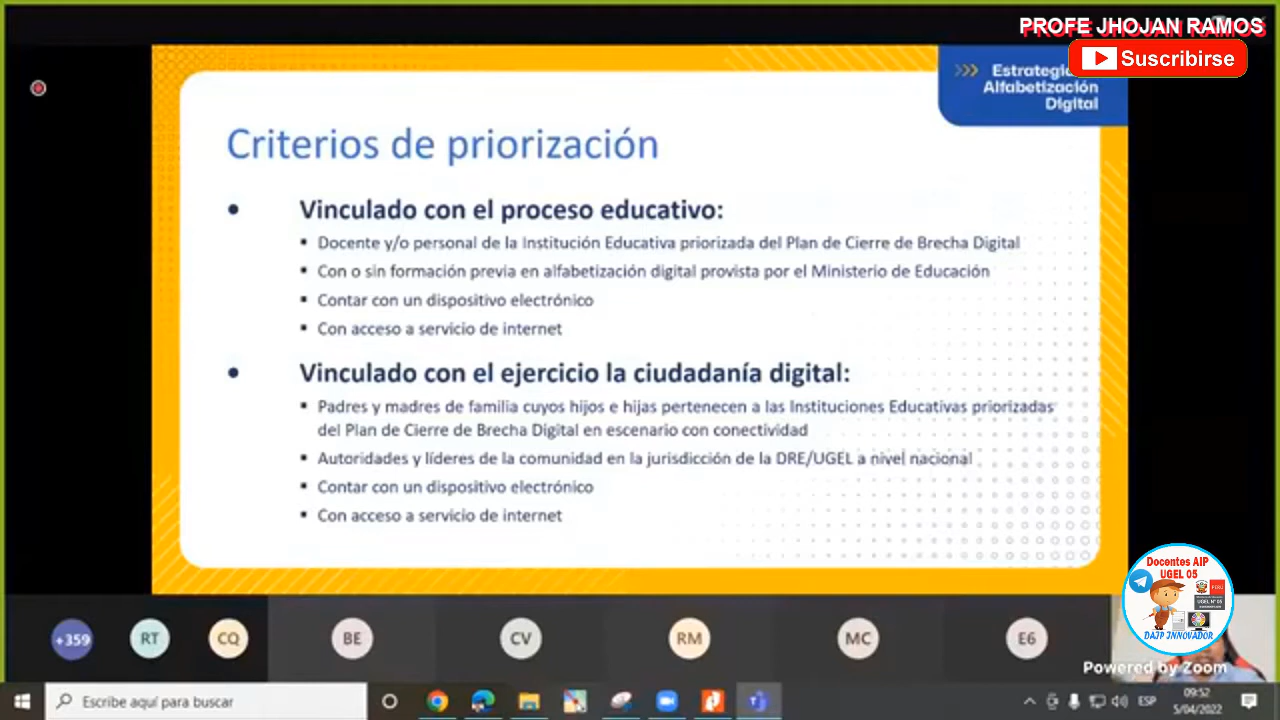 PROFE JHOJAN RAMOS
Suscribirse
Alfabetización
Digital
Criterios de priorización
• Vinculado con el proceso educativo:
▪ Docente y/o personal de la Institución Educativa priorizada del Plan de Cierre de Brecha Digital
▪ Con o sin formación previa en alfabetización digital provista por el Ministerio de Educación
▪ Contar con un dispositivo electrónico
▪ Con acceso a servicio de internet
• Vinculado con el ejercicio la ciudadanía digital:
▪ Padres y madres de familia cuyos hijos e hijas pertenecen a las Instituciones Educativas priorizadas
del Plan de Cierre de Brecha Digital en escenario con conectividad
▪ Autoridades y líderes de la comunidad en la jurisdicción de la DRE/UGEL a nivel nacional
▪ Contar con un dispositivo electrónico
▪ Con acceso a servicio de internet
Docentes AIP
UGEL 05
PERÚ
UGEL N° 05
DAIP INNOVADOR
+359
RT
CQ
BE
CV
RM
MC
E6
Powered by Zoom
Escribe aquí para buscar
ESP
09:52
5/04/2022